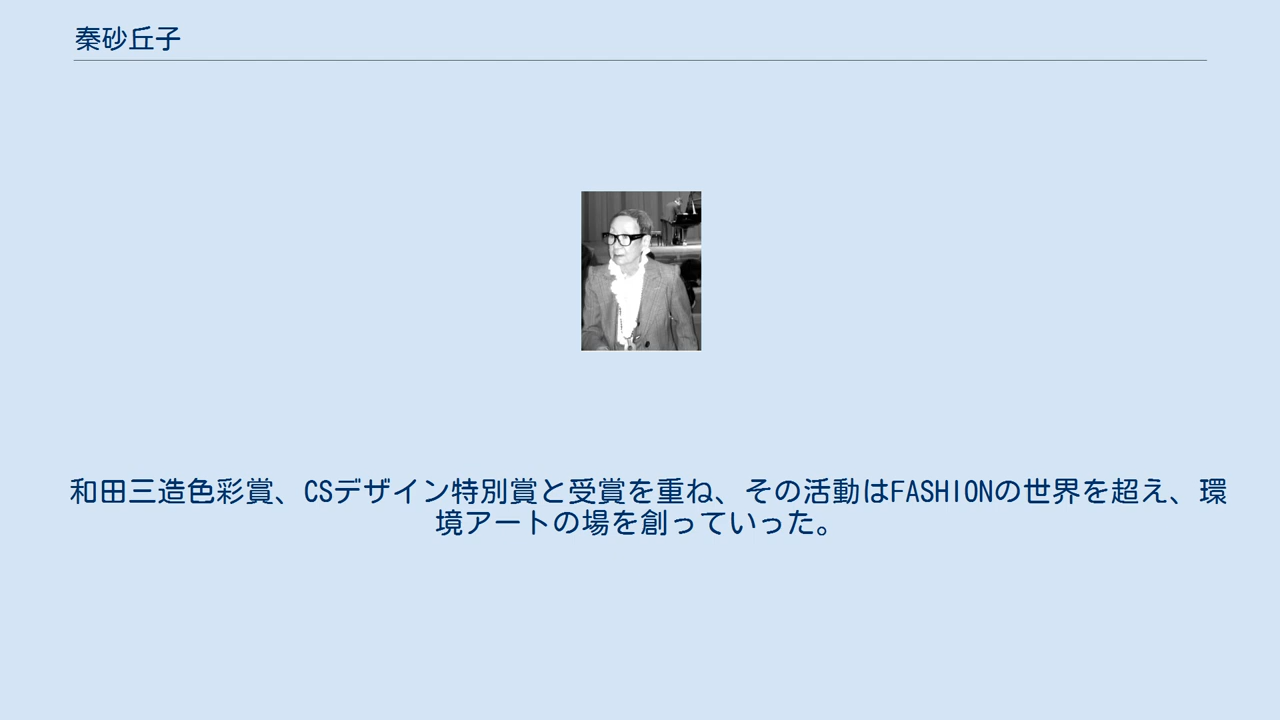 秦砂丘子
和田三造色彩賞、CSデザイン特別賞と受賞を重ね、その活動はFASHIONの世界を超え、環
境アートの場を創っていった。